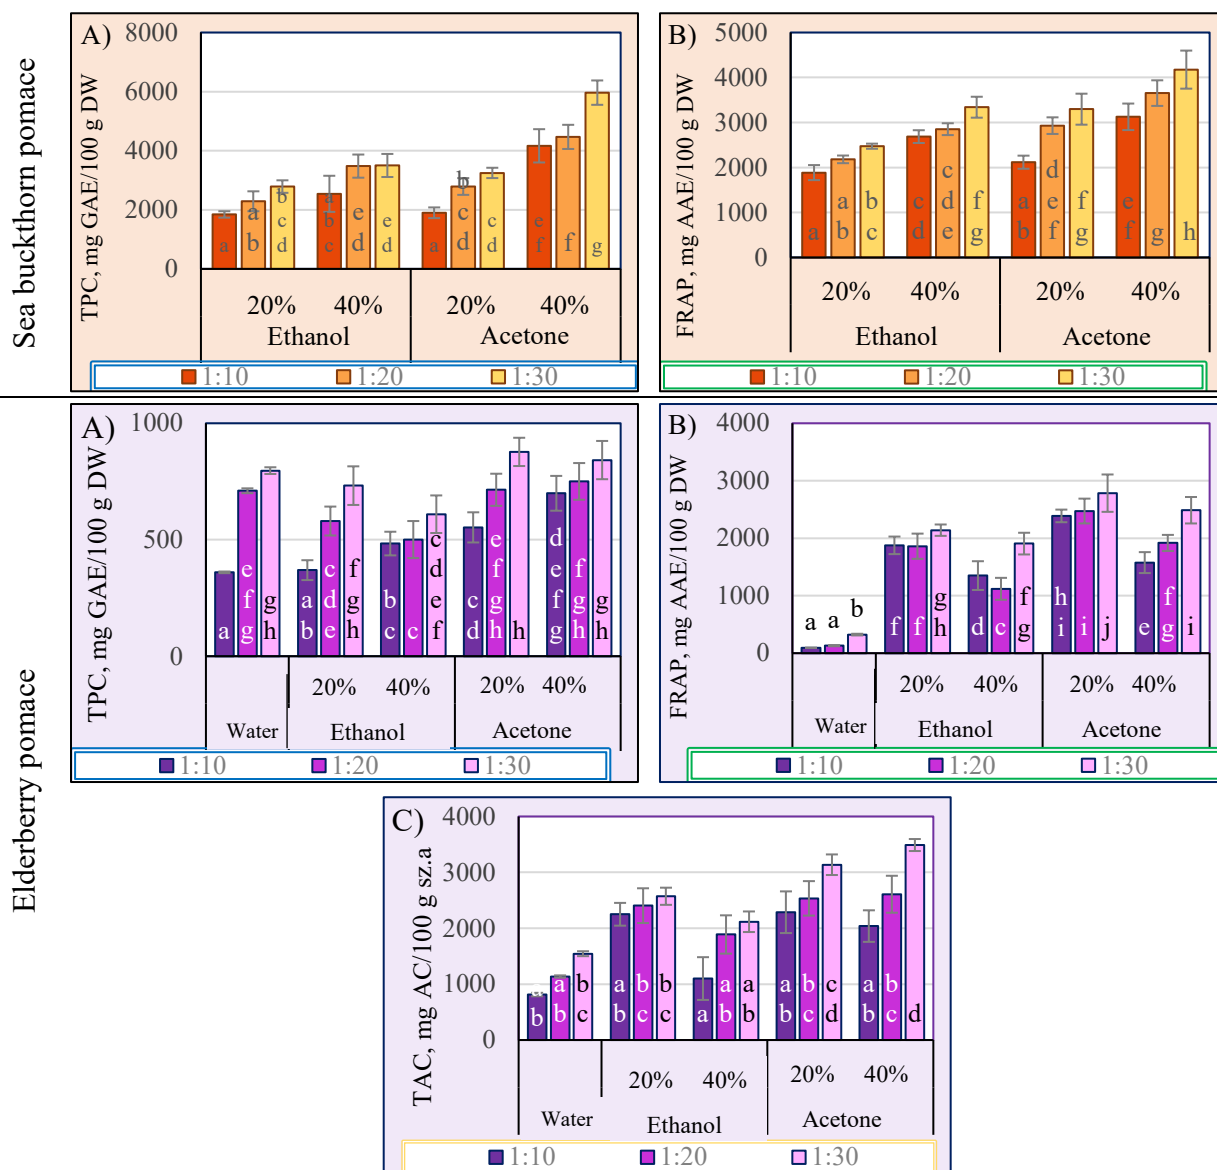 Sea buckthorn pomace
A)
TPC, mg GAE/100 g DW
8000
6000
4000
2000
0
a
a b
b c d
a b c
e d
e d
a
b c d
c d
e f
f
g
20% 40% 20% 40%
Ethanol Acetone
1:10 1:20 1:30
B)
FRAP, mg AAE/100 g DW
5000
4000
3000
2000
1000
0
a
a b
b c
c d
c d e
f g
a b
d e f
f g
e f
g
h
20% 40% 20% 40%
Ethanol Acetone
1:10 1:20 1:30
Elderberry pomace
A)
TPC, mg GAE/100 g DW
1000
500
0
a
e f g
g h
a b
c d e
f g h
b c
c
c d e f
c d
e f g h
h
d e f g
f g h
g h
20% 40% 20% 40%
Water Ethanol Acetone
1:10 1:20 1:30
B)
FRAP, mg AAE/100 g DW
4000
3000
2000
1000
0
a
a
b
f
f
g h
d
c
f g
h i
i
j
e
f g
i
20% 40% 20% 40%
Water Ethanol Acetone
1:10 1:20 1:30
C)
TAC, mg AC/100 g sz.a
4000
3000
2000
1000
0
b
a b
b c
a b
b c
b c
a
a b
a b
a b
b c
c d
a b
b c
d
20% 40% 20% 40%
Water Ethanol Acetone
1:10 1:20 1:30